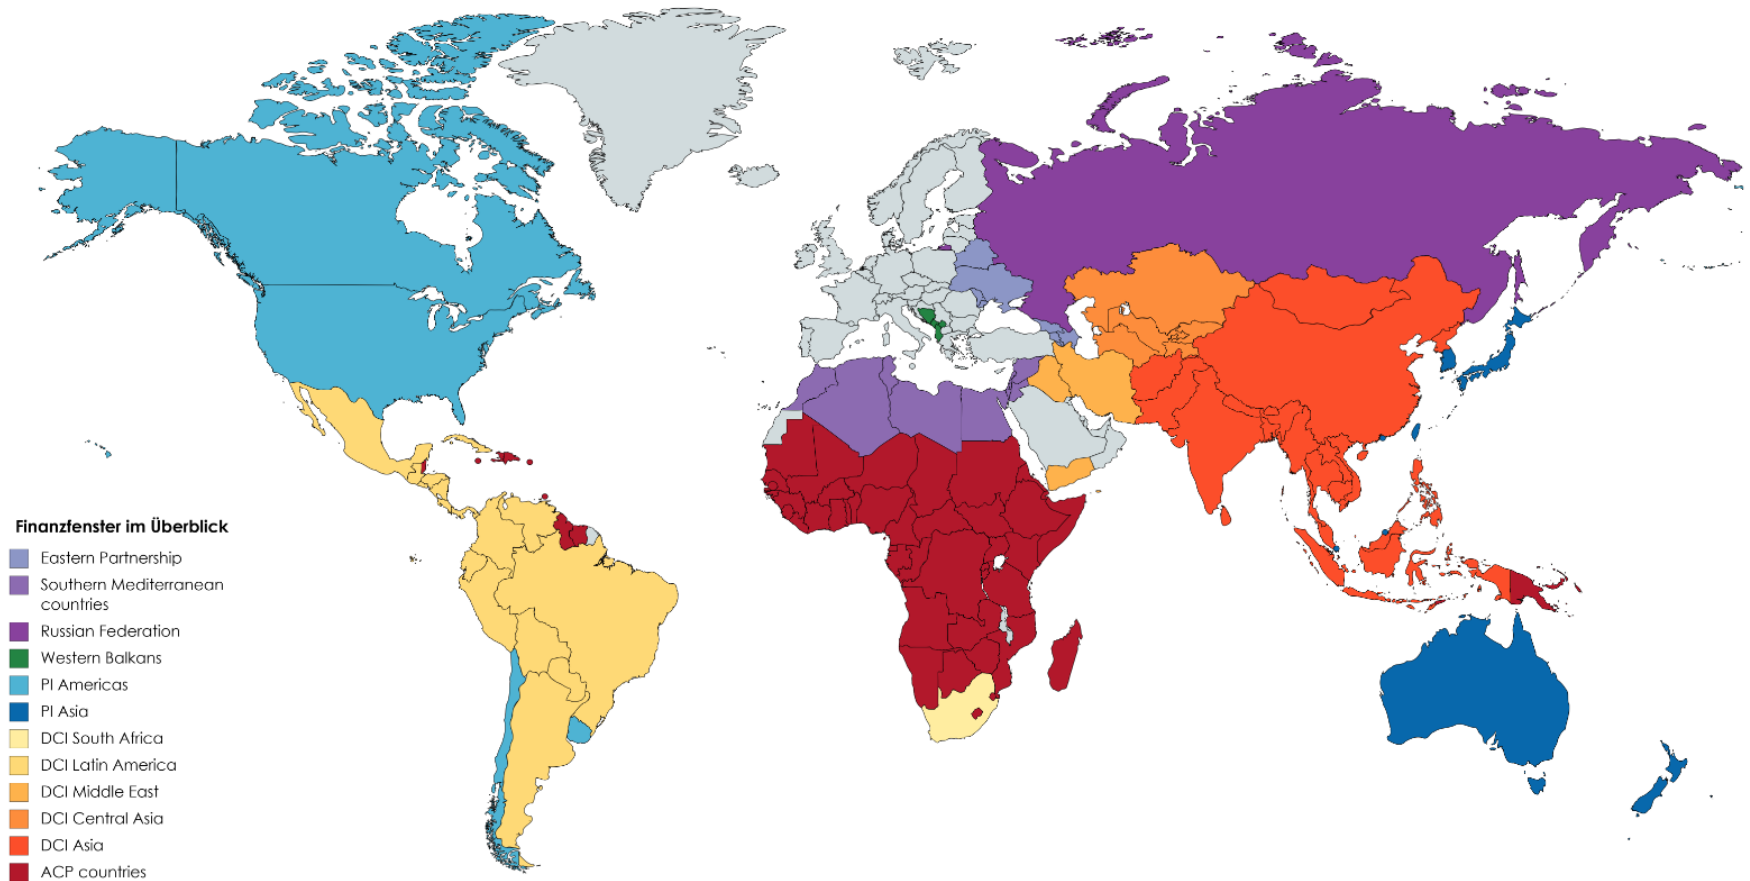 Finanzfenster im Überblick
Eastern Partnership
Southern Mediterranean
countries
Russian Federation
Western Balkans
PI Americas
PI Asia
DCI South Africa
DCI Latin America
DCI Middle East
DCI Central Asia
DCI Asia
ACP countries